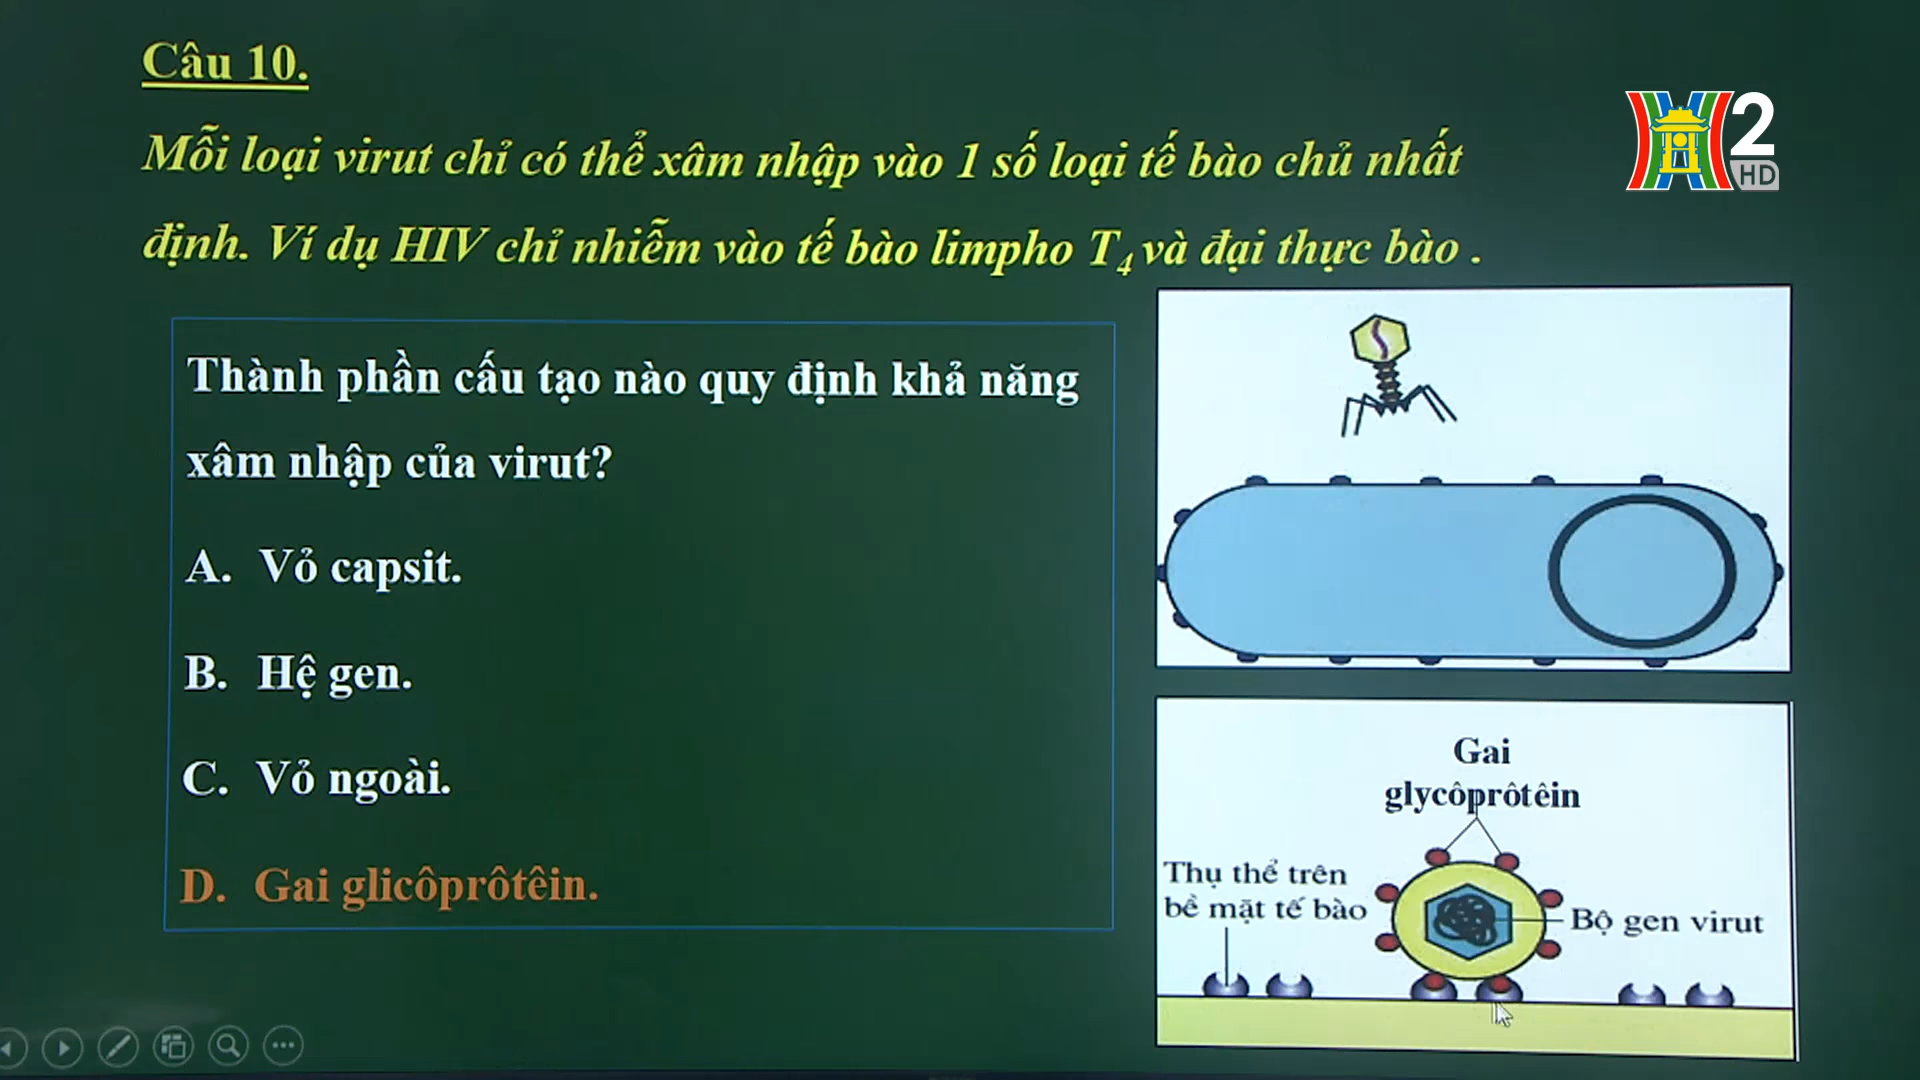 Câu 10.
Mỗi loại virut chỉ có thể xâm nhập vào 1 số loại tế bào chủ nhất
định. Ví dụ HIV chỉ nhiễm vào tế bào limpho T₄ và đại thực bào .
2
HD
Thành phần cấu tạo nào quy định khả năng
xâm nhập của virut?
A. Vỏ capsit.
B. Hệ gen.
C. Vỏ ngoài.
D. Gai glicôprôtêin.
Gai
glycôprôtêin
Thụ thể trên
bề mặt tế bào
Bộ gen virut